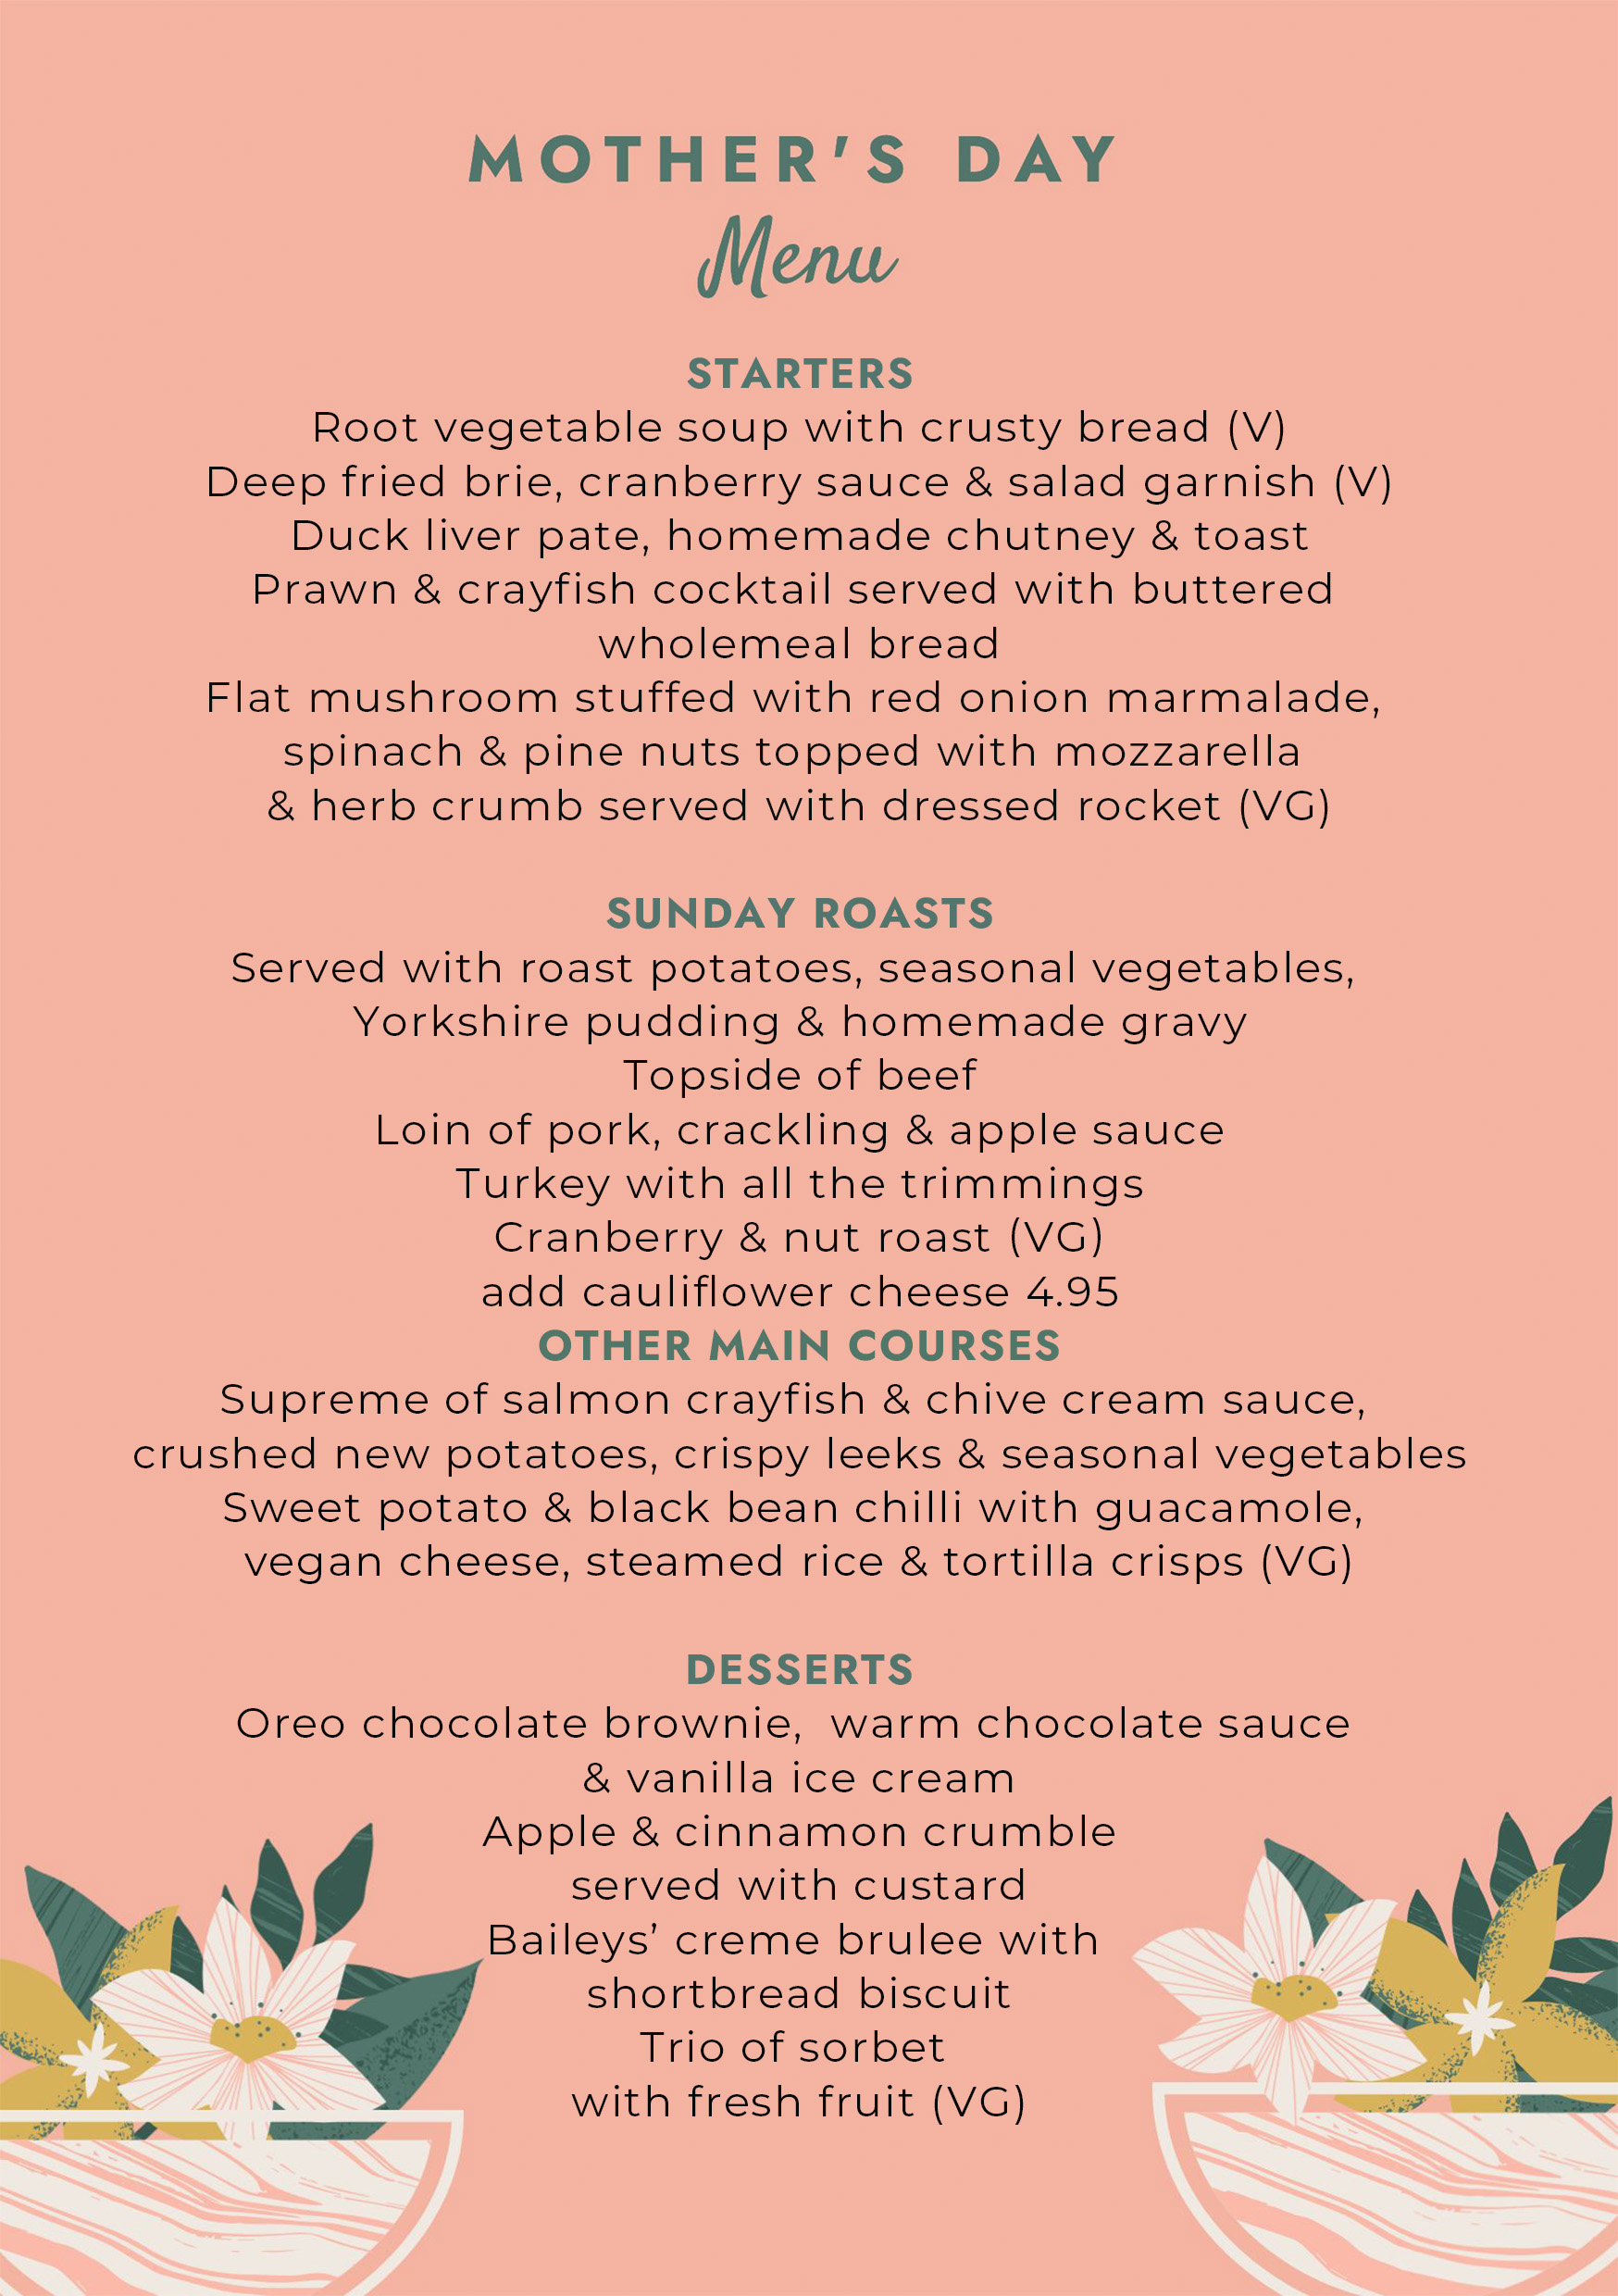 MOTHER'S DAY
Menu
STARTERS
Root vegetable soup with crusty bread (V)
Deep fried brie, cranberry sauce & salad garnish (V)
Duck liver pate, homemade chutney & toast
Prawn & crayfish cocktail served with buttered
wholemeal bread
Flat mushroom stuffed with red onion marmalade,
spinach & pine nuts topped with mozzarella
& herb crumb served with dressed rocket (VG)
SUNDAY ROASTS
Served with roast potatoes, seasonal vegetables,
Yorkshire pudding & homemade gravy
Topside of beef
Loin of pork, crackling & apple sauce
Turkey with all the trimmings
Cranberry & nut roast (VG)
add cauliflower cheese 4.95
OTHER MAIN COURSES
Supreme of salmon crayfish & chive cream sauce,
crushed new potatoes, crispy leeks & seasonal vegetables
Sweet potato & black bean chilli with guacamole,
vegan cheese, steamed rice & tortilla crisps (VG)
DESSERTS
Oreo chocolate brownie,  warm chocolate sauce
& vanilla ice cream
Apple & cinnamon crumble
served with custard
Baileys’ creme brulee with
shortbread biscuit
Trio of sorbet
with fresh fruit (VG)